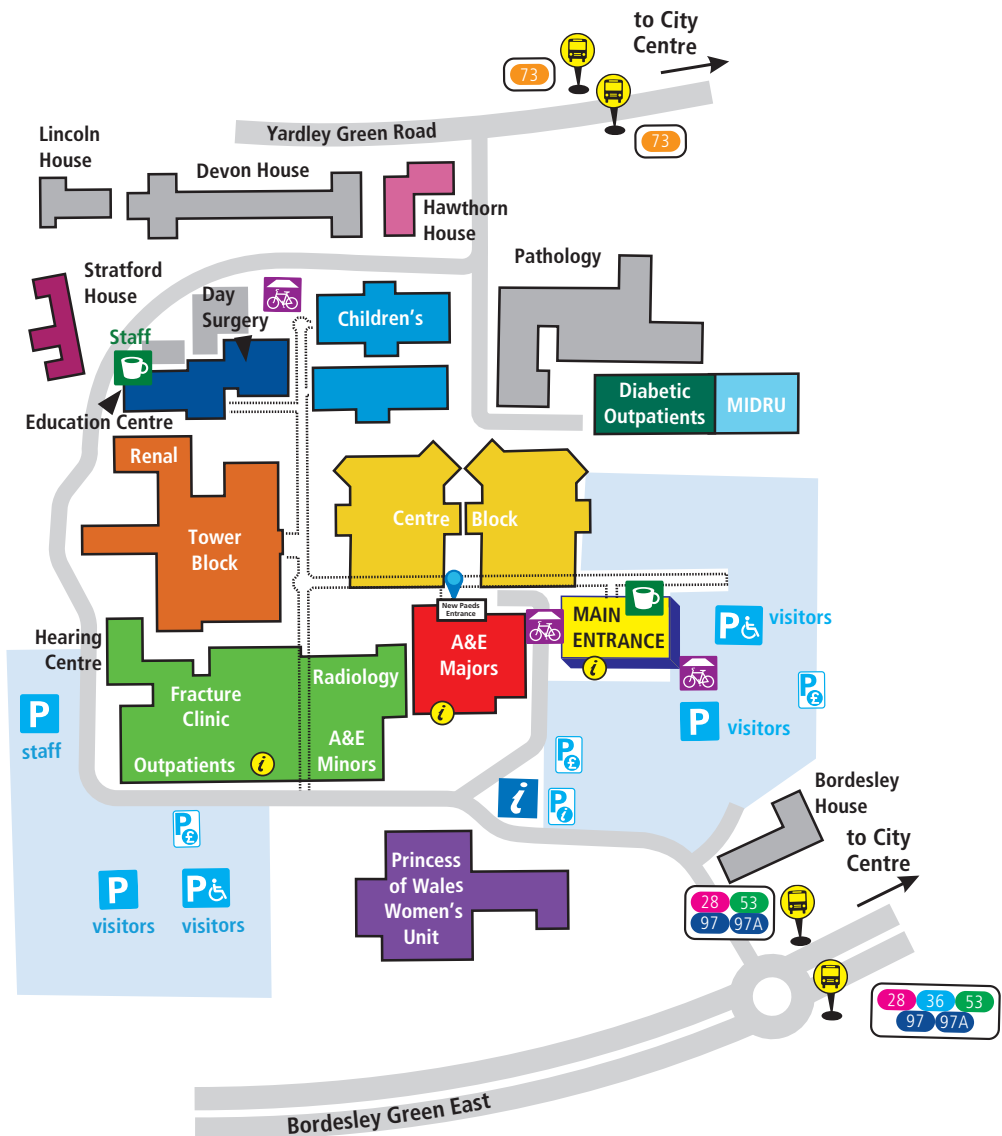 to City
Centre
73
73
Yardley Green Road
Lincoln
House
Devon House
Hawthorn
House
Stratford
House
Pathology
Day
Surgery
Children's
Staff
Education Centre
Diabetic
Outpatients
MIDRU
Renal
Tower
Block
Centre
Block
New Paeds
Entrance
A&E
Majors
MAIN
ENTRANCE
i
i
P
visitors
Hearing
Centre
Fracture
Clinic
Outpatients
i
Radiology
A&E
Minors
P
staff
P
visitors
P
£
P
£
i
P
i
Bordesley
House
to City
Centre
P
£
P
visitors
P
visitors
Princess
of Wales
Women's
Unit
28 53
97 97A
28 36 53
97 97A
Bordesley Green East